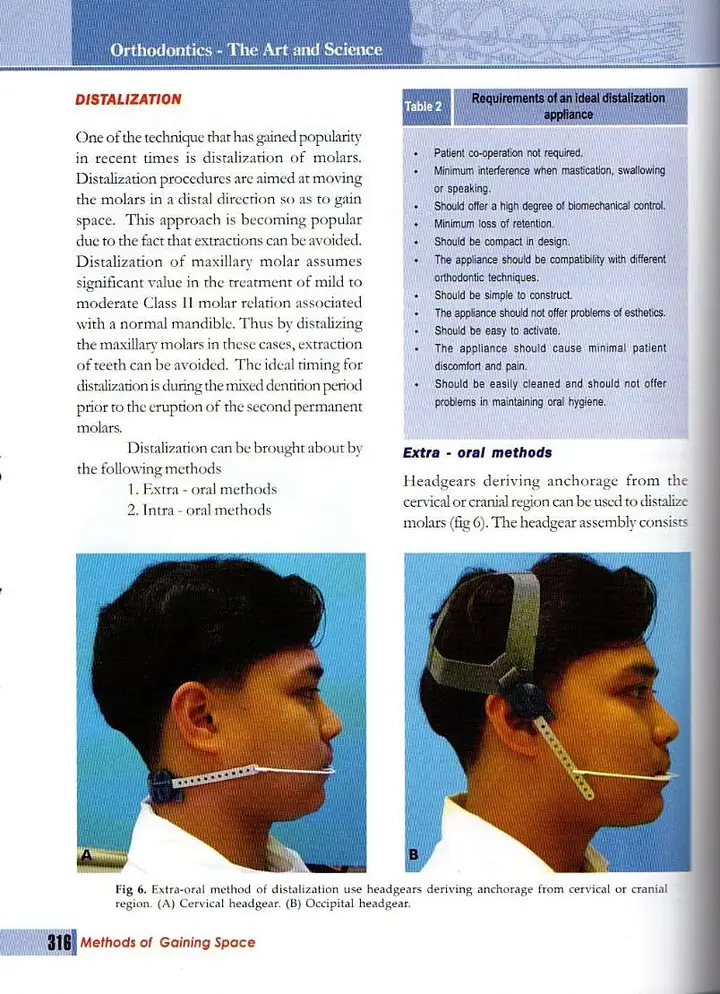 Orthodontics - The Art and Science
DISTALIZATION
One of the technique that has gained popularity
in recent times is distalization of molars.
Distalization procedures are aimed at moving
the molars in a distal direction so as to gain
space. This approach is becoming popular
due to the fact that extractions can be avoided.
Distalization of maxillary molar assumes
significant value in the treatment of mild to
moderate Class II molar relation associated
with a normal mandible. Thus by distalizing
the maxillary molars in these cases, extraction
of teeth can be avoided. The ideal timing for
distalization is during the mixed dentition period
prior to the eruption of the second permanent
molars.
Distalization can be brought about by
the following methods
1. Extra - oral methods
2. Intra - oral methods
Table 2
Requirements of an ideal distalization
appliance
• Patient co-operation not required.
• Minimum interference when mastication, swallowing
or speaking.
• Should offer a high degree of biomechanical control.
• Minimum loss of retention.
• Should be compact in design.
• The appliance should be compatibility with different
orthodontic techniques.
• Should be simple to construct.
• The appliance should not offer problems of esthetics.
• Should be easy to activate.
• The appliance should cause minimal patient
discomfort and pain.
• Should be easily cleaned and should not offer
problems in maintaining oral hygiene.
Extra - oral methods
Headgears deriving anchorage from the
cervical or cranial region can be used to distalize
molars (fig 6). The headgear assembly consists
A
B
Fig 6. Extra-oral method of distalization use headgears deriving anchorage from cervical or cranial
region. (A) Cervical headgear. (B) Occipital headgear.
316 Methods of Gaining Space